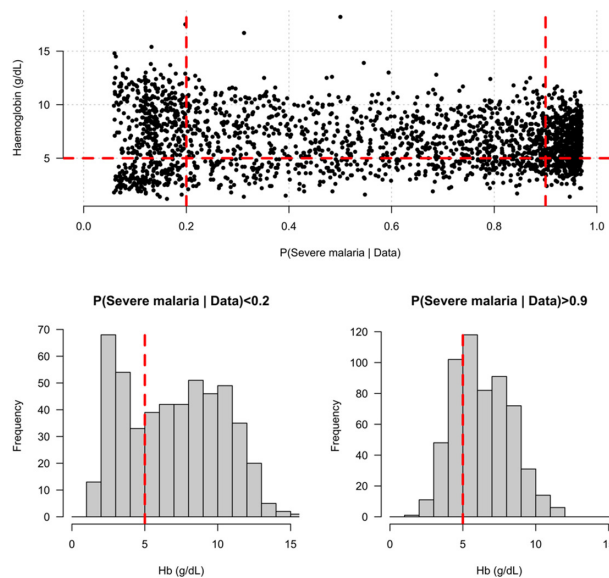 Haemoglobin (g/dL)
15
10
5
0.0 0.2 0.4 0.6 0.8 1.0
P(Severe malaria | Data)
P(Severe malaria | Data)<0.2
Frequency
70
60
50
40
30
20
10
0
0 5 10 15
Hb (g/dL)
P(Severe malaria | Data)>0.9
Frequency
120
100
80
60
40
20
0
0 5 10 15
Hb (g/dL)